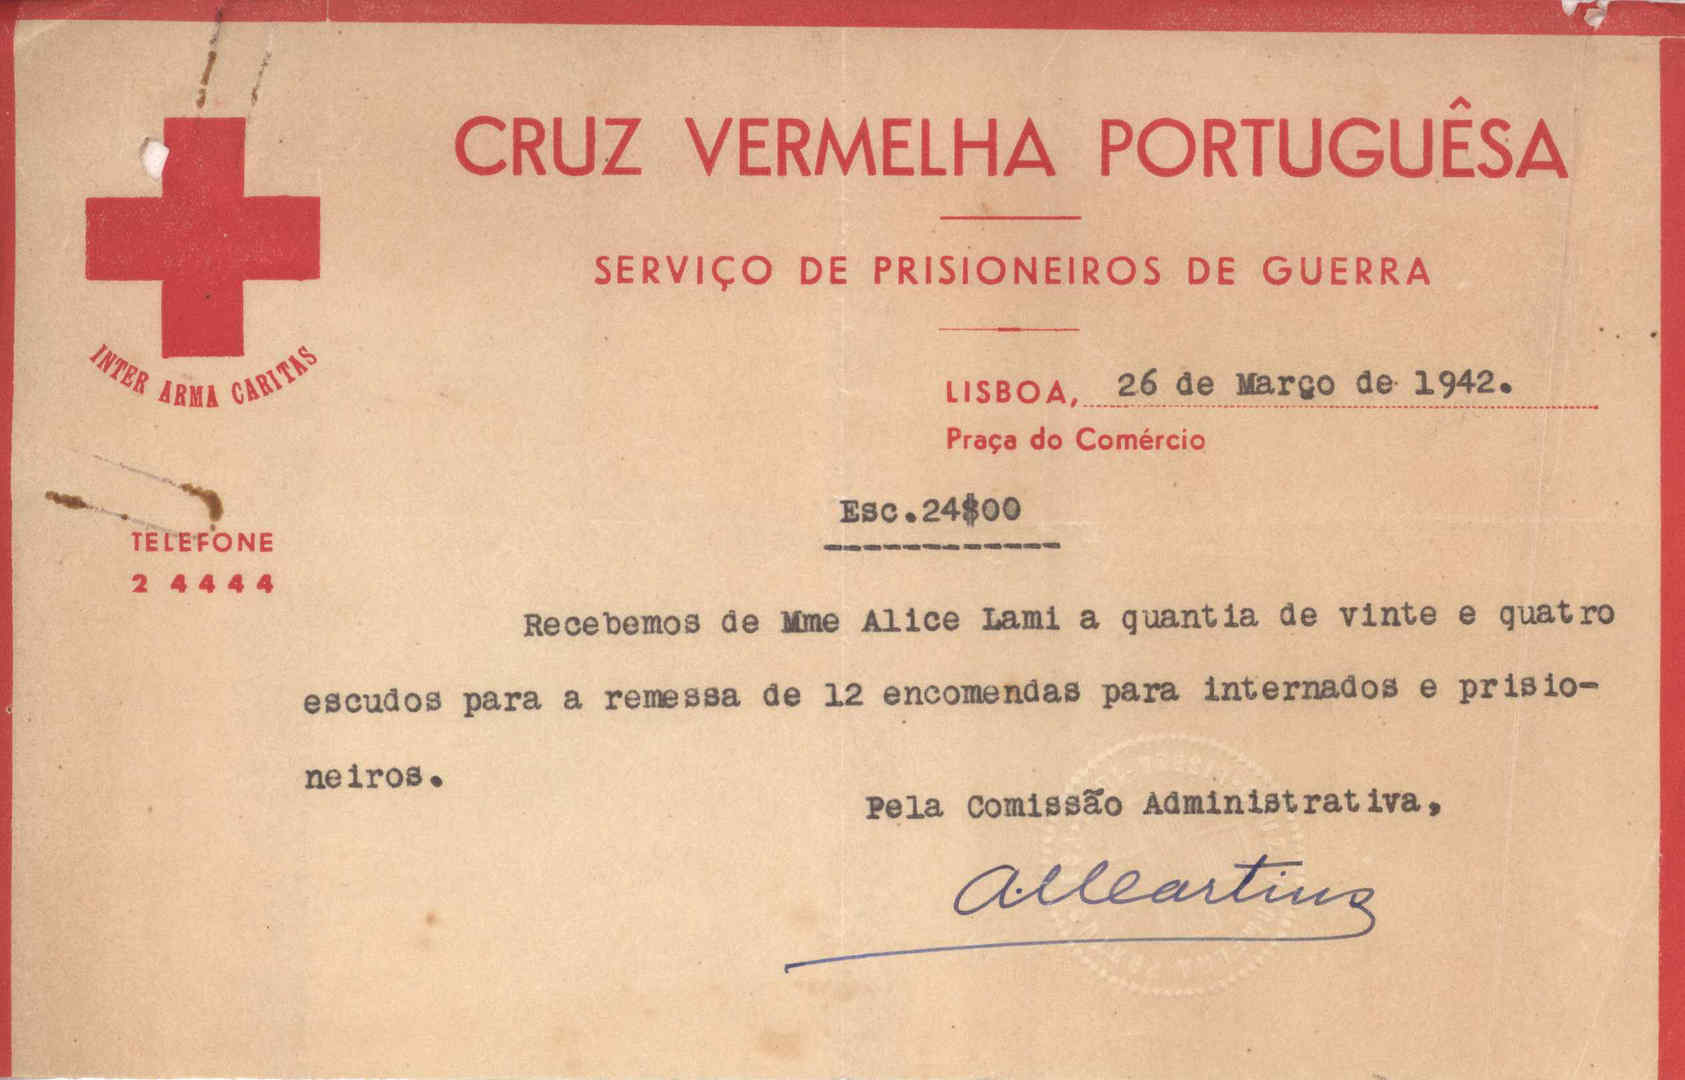 CRUZ VERMELHA PORTUGUÊSA
SERVIÇO DE PRISIONEIROS DE GUERRA
INTER ARMA CARITAS
LISBOA, 26 de Março de 1942.
Praça do Comércio
Esc.24$00
TELEFONE
2 4444
Recebemos de Mme Alice Lami a quantia de vinte e quatro
escudos para a remessa de 12 encomendas para internados e prisio-
neiros.
Pela Comissão Administrativa,
A. Martins